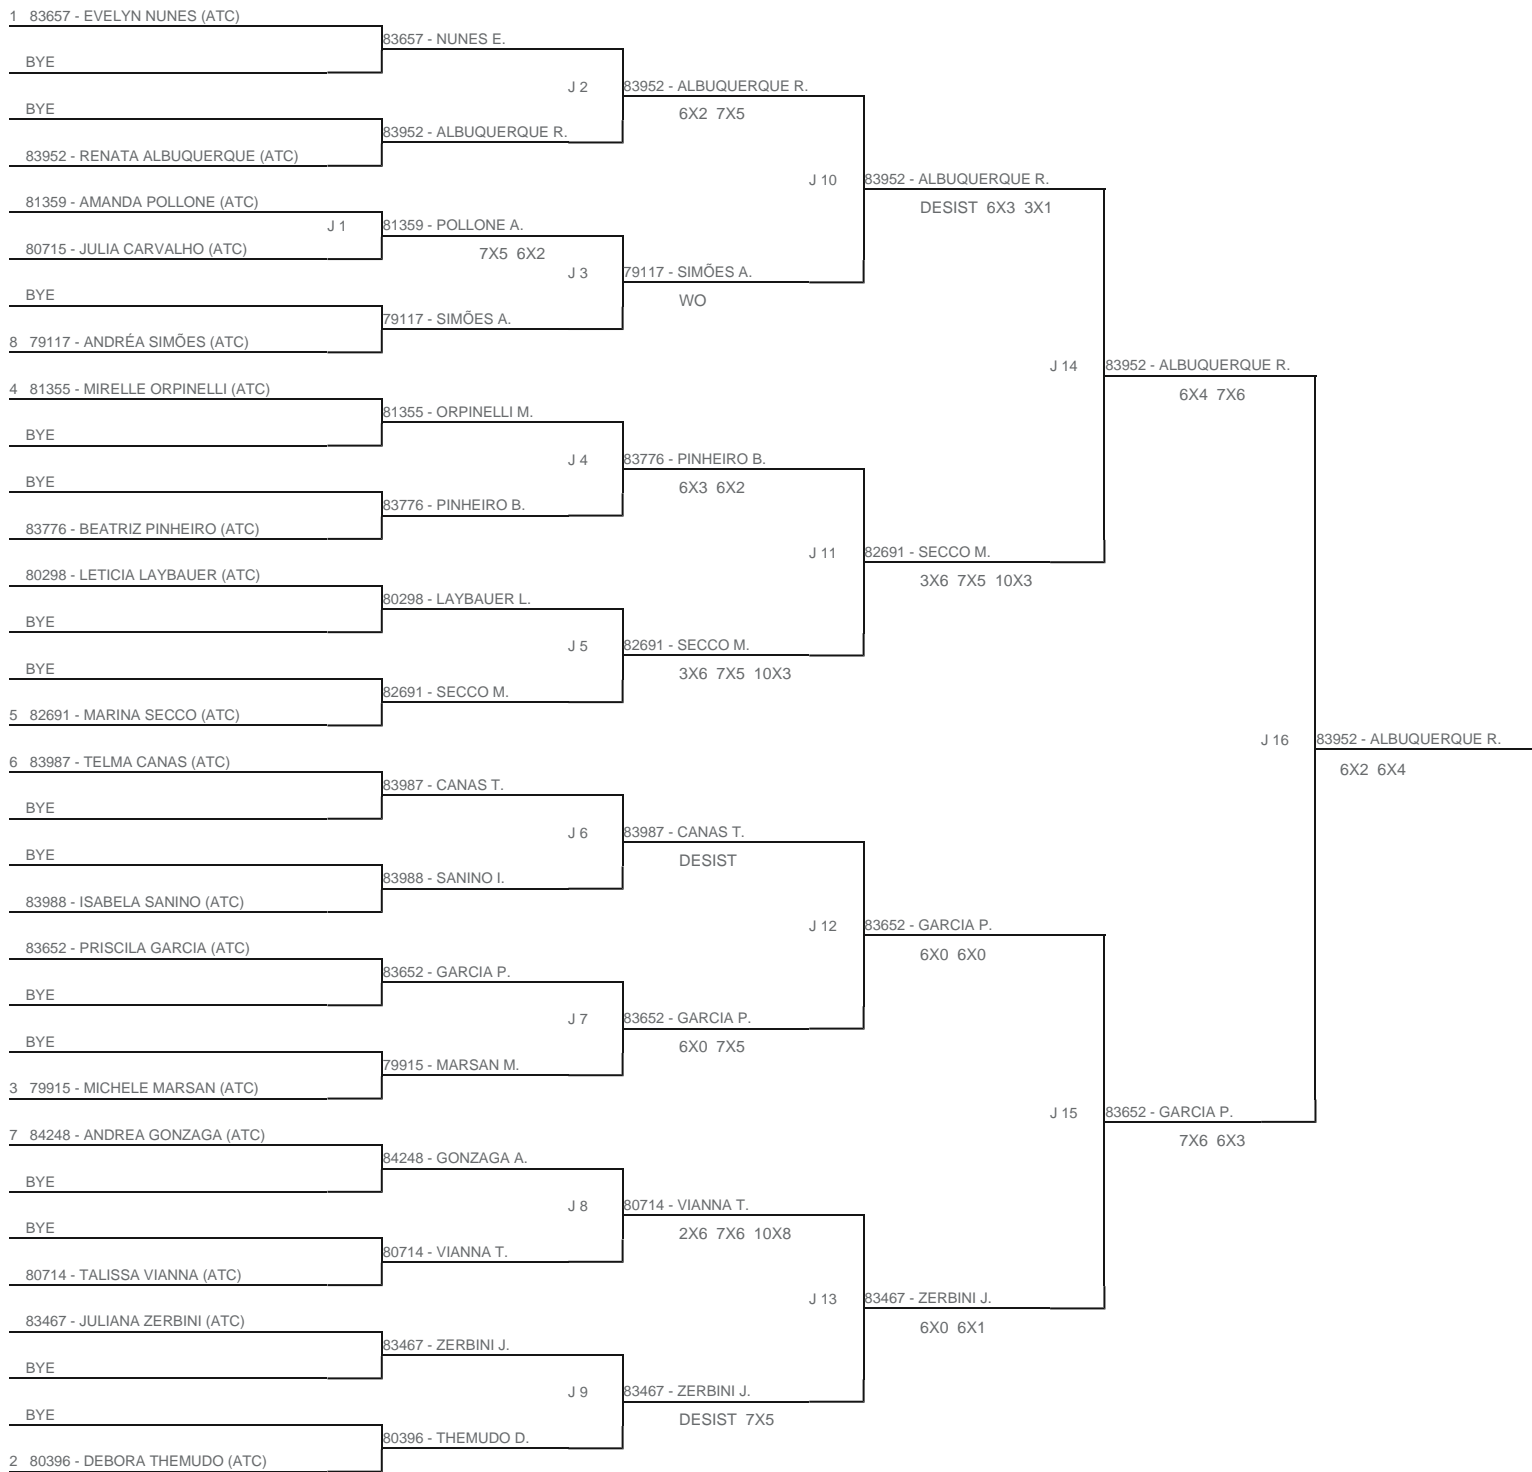 1 83657 - EVELYN NUNES (ATC)
BYE
BYE
83952 - RENATA ALBUQUERQUE (ATC)
81359 - AMANDA POLLONE (ATC)
80715 - JULIA CARVALHO (ATC)
BYE
8 79117 - ANDRÉA SIMÕES (ATC)
4 81355 - MIRELLE ORPINELLI (ATC)
BYE
BYE
83776 - BEATRIZ PINHEIRO (ATC)
80298 - LETICIA LAYBAUER (ATC)
BYE
BYE
5 82691 - MARINA SECCO (ATC)
6 83987 - TELMA CANAS (ATC)
BYE
BYE
83988 - ISABELA SANINO (ATC)
83652 - PRISCILA GARCIA (ATC)
BYE
BYE
3 79915 - MICHELE MARSAN (ATC)
7 84248 - ANDREA GONZAGA (ATC)
BYE
BYE
80714 - TALISSA VIANNA (ATC)
83467 - JULIANA ZERBINI (ATC)
BYE
BYE
2 80396 - DEBORA THEMUDO (ATC)
83657 - NUNES E.
83952 - ALBUQUERQUE R.
J 1
81359 - POLLONE A.
7X5 6X2
79117 - SIMÕES A.
81355 - ORPINELLI M.
83776 - PINHEIRO B.
80298 - LAYBAUER L.
82691 - SECCO M.
83987 - CANAS T.
83988 - SANINO I.
83652 - GARCIA P.
79915 - MARSAN M.
84248 - GONZAGA A.
80714 - VIANNA T.
83467 - ZERBINI J.
80396 - THEMUDO D.
J 2
83952 - ALBUQUERQUE R.
6X2 7X5
J 3
79117 - SIMÕES A.
WO
J 4
83776 - PINHEIRO B.
6X3 6X2
J 5
82691 - SECCO M.
3X6 7X5 10X3
J 6
83987 - CANAS T.
DESIST
J 7
83652 - GARCIA P.
6X0 7X5
J 8
80714 - VIANNA T.
2X6 7X6 10X8
J 9
83467 - ZERBINI J.
DESIST 7X5
J 10
83952 - ALBUQUERQUE R.
DESIST 6X3 3X1
J 11
82691 - SECCO M.
3X6 7X5 10X3
J 12
83652 - GARCIA P.
6X0 6X0
J 13
83467 - ZERBINI J.
6X0 6X1
J 14
83952 - ALBUQUERQUE R.
6X4 7X6
J 15
83652 - GARCIA P.
7X6 6X3
J 16
83952 - ALBUQUERQUE R.
6X2 6X4